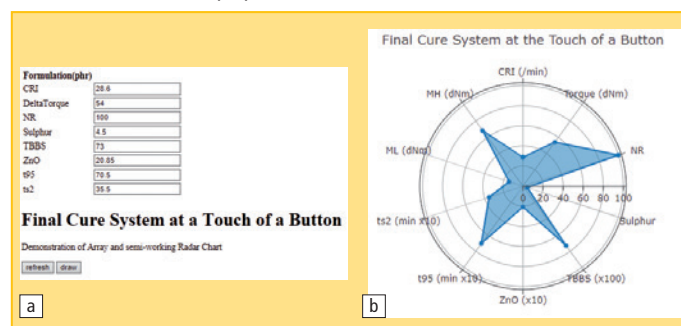 Formulation(phr)
CRI 28.6
DeltaTorque 54
NR 100
Sulphur 4.5
TBBS 73
ZnO 20.85
t95 70.5
ts2 35.5
Final Cure System at a Touch of a Button
Demonstration of Array and semi-working Radar Chart
refresh draw
a
Final Cure System at the Touch of a Button
CRI (/min)
MH (dNm) Torque (dNm)
ML (dNm) NR
0 20 40 60 80 100
ts2 (min x10) Sulphur
t95 (min x10) TBBS (x100)
ZnO (x10)
b